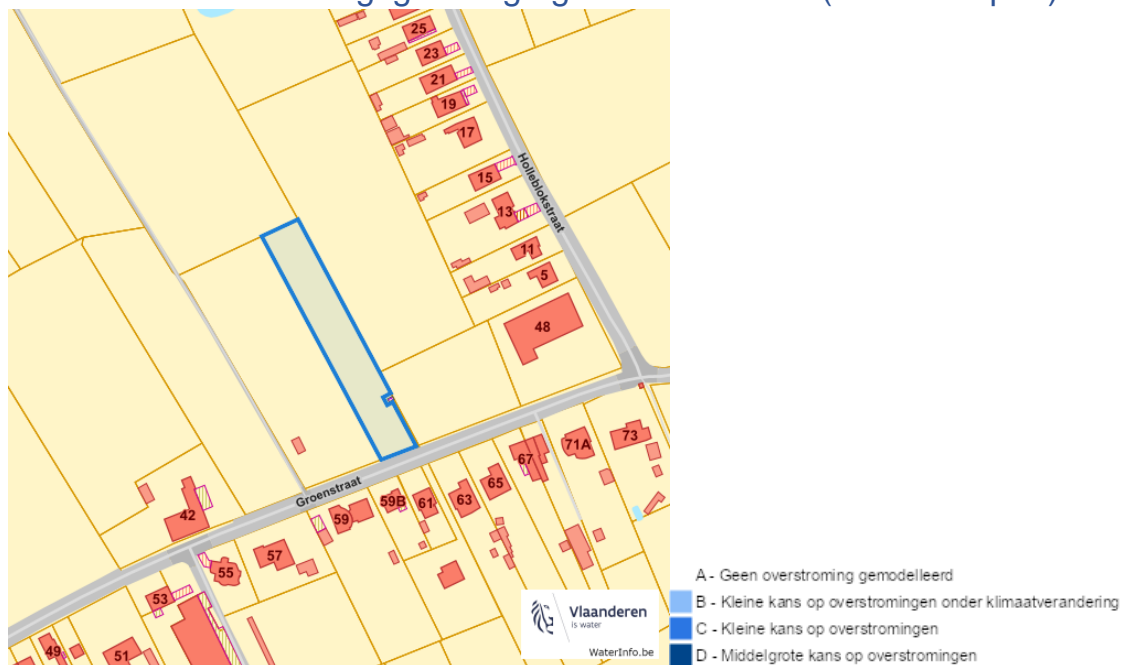 25
23
21
19
17
15
13
11
5
48
Holleblokstraat
Groenstraat
42
59
59B
61
63
65
67
71A
73
57
55
53
51
49
Vlaanderen
is water
WaterInfo.be
A - Geen overstroming gemodelleerd
B - Kleine kans op overstromingen onder klimaatverandering
C - Kleine kans op overstromingen
D - Middelgrote kans op overstromingen